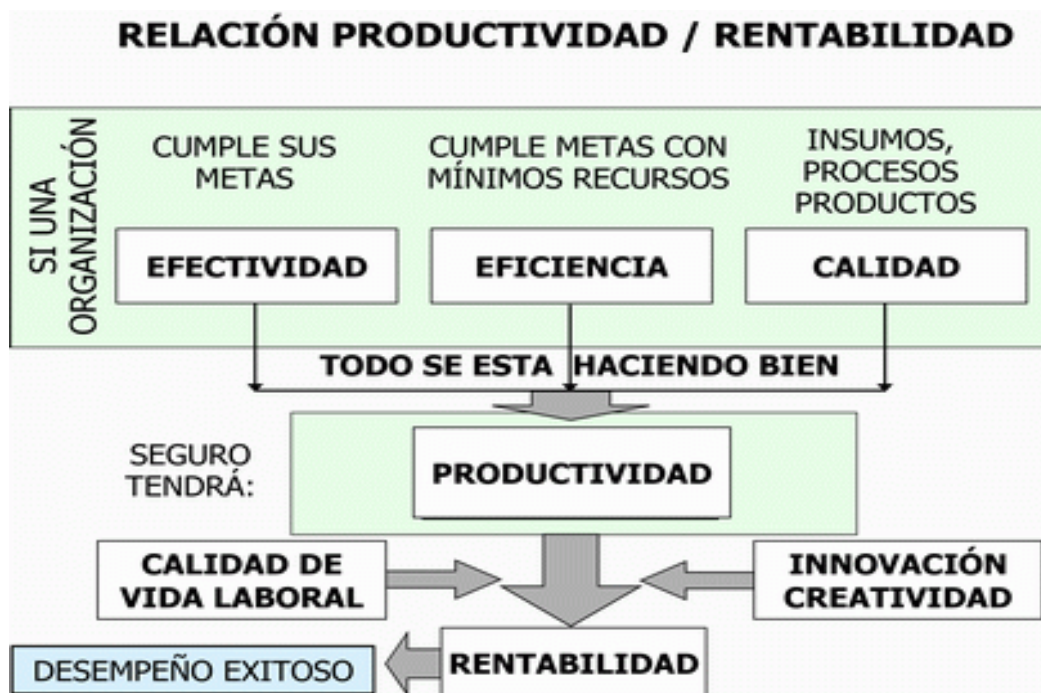 RELACIÓN PRODUCTIVIDAD / RENTABILIDAD
SI UNA
ORGANIZACIÓN
CUMPLE SUS
METAS
EFECTIVIDAD
CUMPLE METAS CON
MÍNIMOS RECURSOS
EFICIENCIA
INSUMOS,
PROCESOS
PRODUCTOS
CALIDAD
TODO SE ESTA HACIENDO BIEN
SEGURO
TENDRÁ:
PRODUCTIVIDAD
CALIDAD DE
VIDA LABORAL
INNOVACIÓN
CREATIVIDAD
RENTABILIDAD
DESEMPEÑO EXITOSO